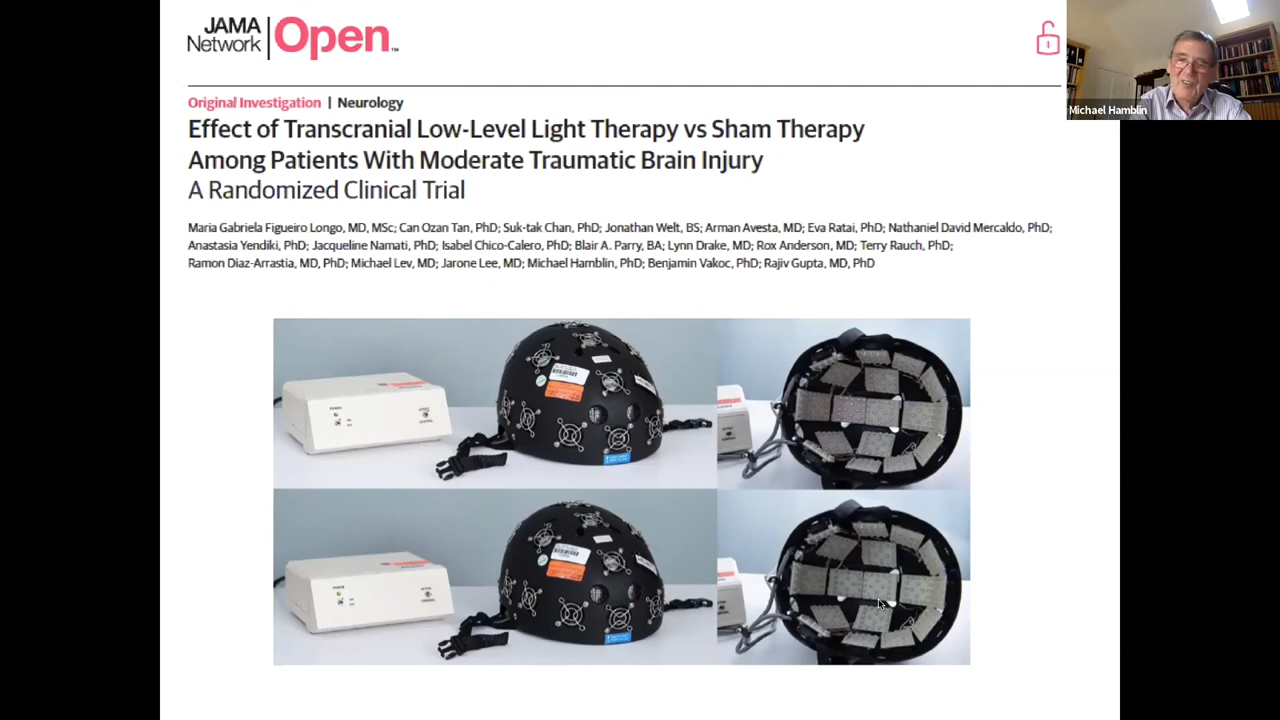 JAMA
Network
Open™
Michael Hamblin
Original Investigation | Neurology
Effect of Transcranial Low-Level Light Therapy vs Sham Therapy
Among Patients With Moderate Traumatic Brain Injury
A Randomized Clinical Trial
Maria Gabriela Figueiro Longo, MD, MSc; Can Ozan Tan, PhD; Suk-tak Chan, PhD; Jonathan Welt, BS; Arman Avesta, MD; Eva Ratai, PhD; Nathaniel David Mercaldo, PhD;
Anastasia Yendiki, PhD; Jacqueline Namati, PhD; Isabel Chico-Calero, PhD; Blair A. Parry, BA; Lynn Drake, MD; Rox Anderson, MD; Terry Rauch, PhD;
Ramon Diaz-Arrastia, MD, PhD; Michael Lev, MD; Jarone Lee, MD; Michael Hamblin, PhD; Benjamin Vakoc, PhD; Rajiv Gupta, MD, PhD